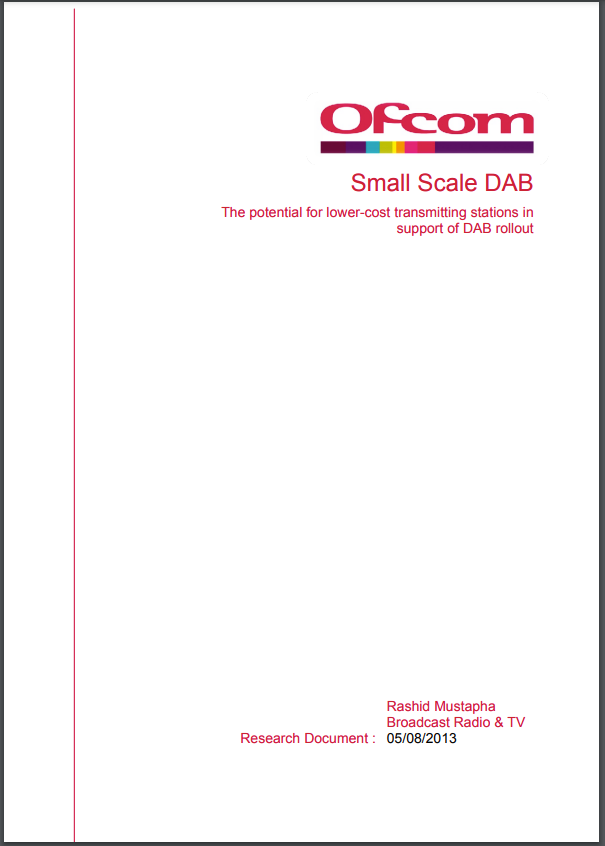 Ofcom
Small Scale DAB
The potential for lower-cost transmitting stations in
support of DAB rollout
Rashid Mustapha
Broadcast Radio & TV
Research Document : 05/08/2013